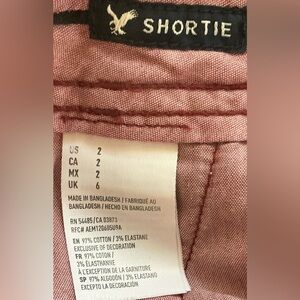 SHORTIE
US 2
CA 2
MX 2
UK 6
MADE IN BANGLADESH / FABRIQUÉ AU
BANGLADESH / HECHO EN BANGLADESH
RN 54485/CA 03873
EN 97% COTTON / 3% ELASTANE
EXCLUSIVE OF DECORATION
FR 97% COTON /
3% ÉLASTHANNE
À L'EXCEPTION DE LA GARNITURE
SP 97% ALGODÓN / 3% ELASTANO
EXCEPTO LA DECORACIÓN